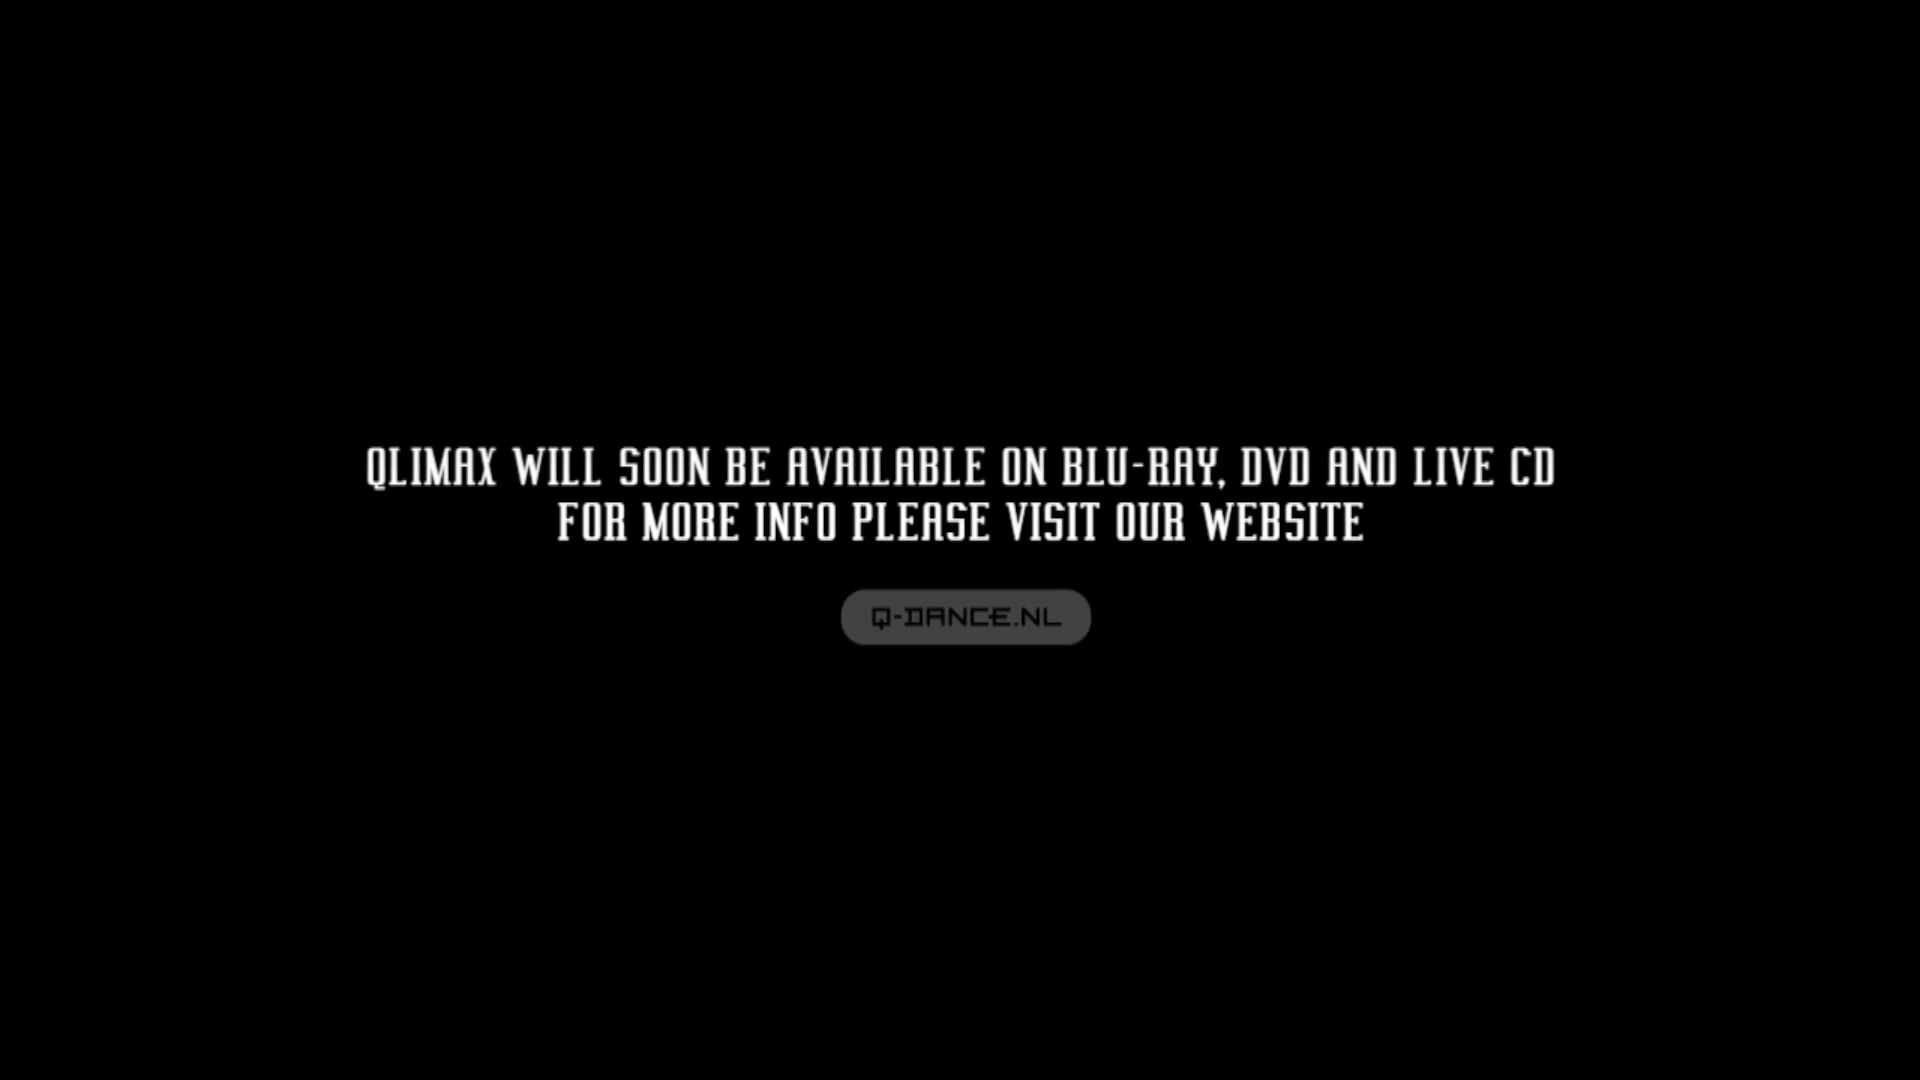 QLIMAX WILL SOON BE AVAILABLE ON BLU-RAY, DVD AND LIVE CD
FOR MORE INFO PLEASE VISIT OUR WEBSITE
Q-DANCE.NL